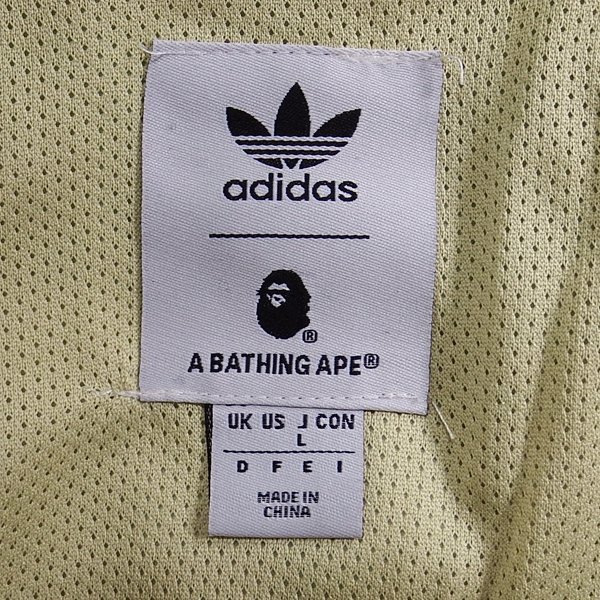 adidas
®
A BATHING APE®
UK US J CON
L
D F E I
MADE IN
CHINA